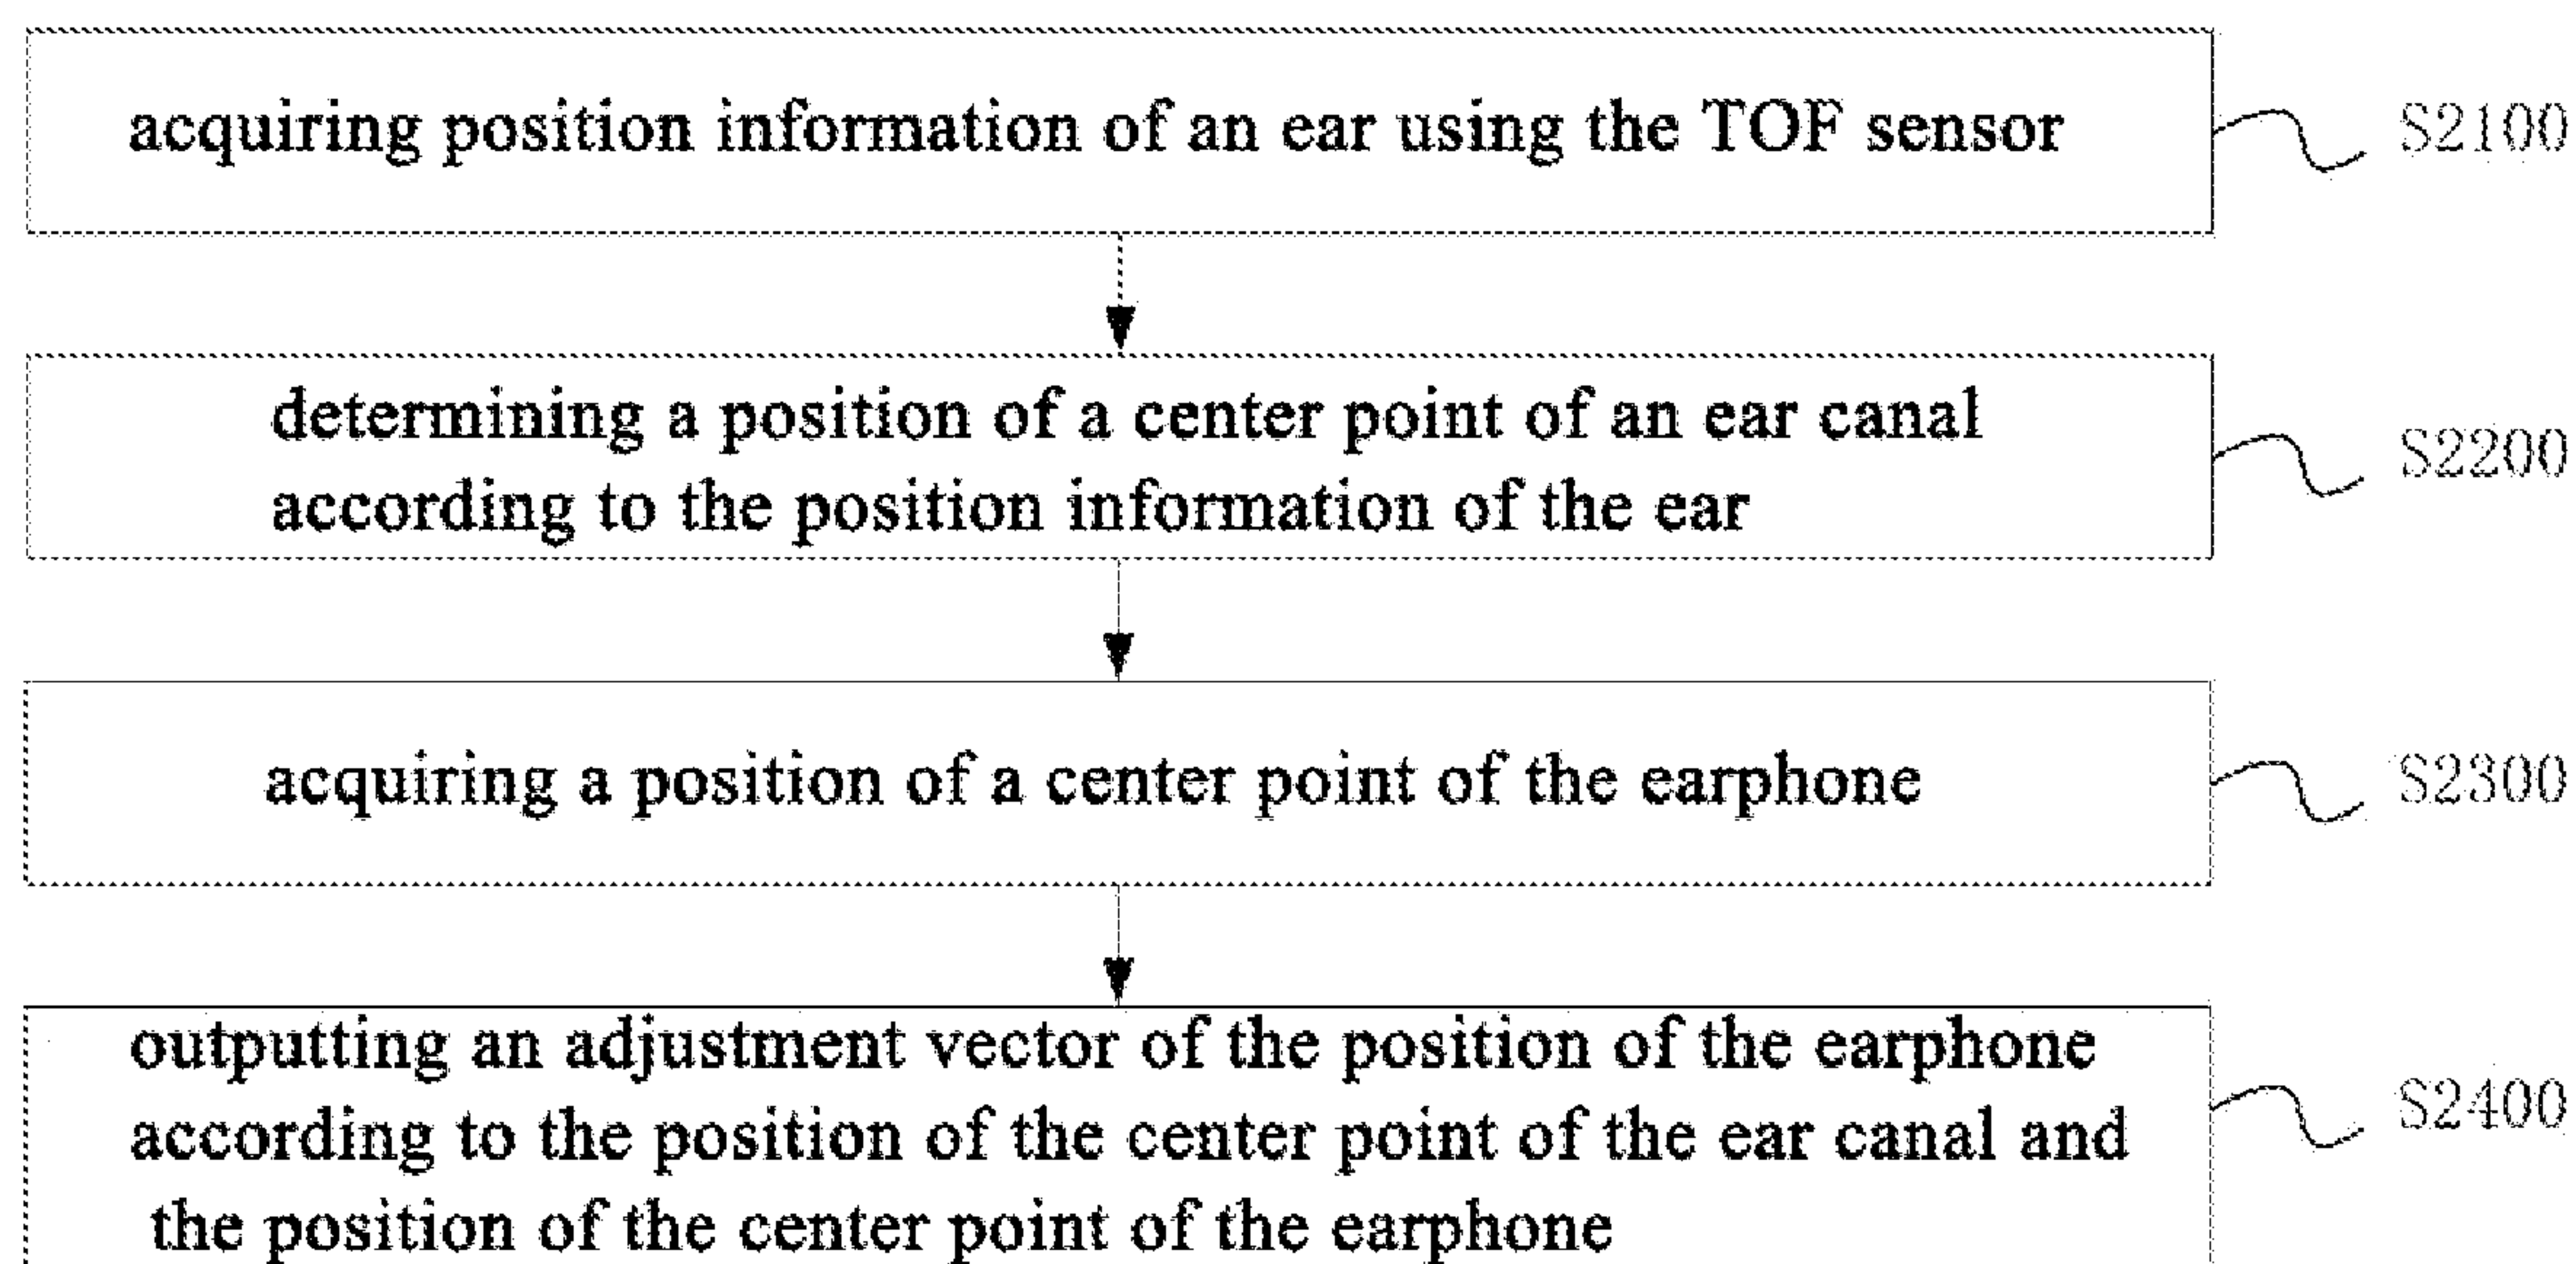 acquiring position information of an ear using the TOF sensor
S2100
determining a position of a center point of an ear canal
according to the position information of the ear
S2200
acquiring a position of a center point of the earphone
S2300
outputting an adjustment vector of the position of the earphone
according to the position of the center point of the ear canal and
the position of the center point of the earphone
S2400